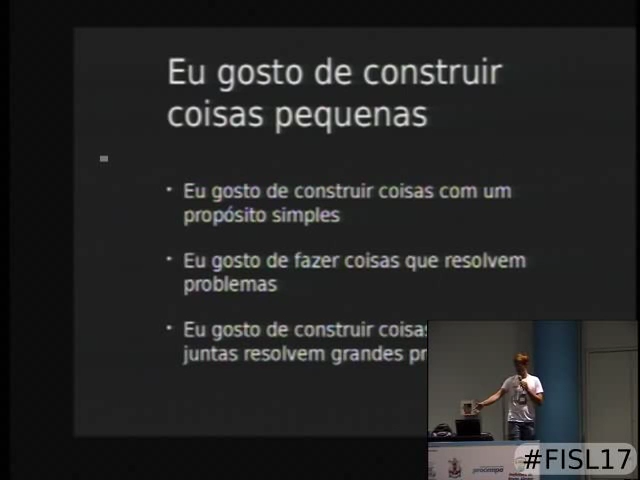 Eu gosto de construir
coisas pequenas
Eu gosto de construir coisas com um
propósito simples
Eu gosto de fazer coisas que resolvem
problemas
Eu gosto de construir
juntas resolvem grandes
procempa
#FISL17